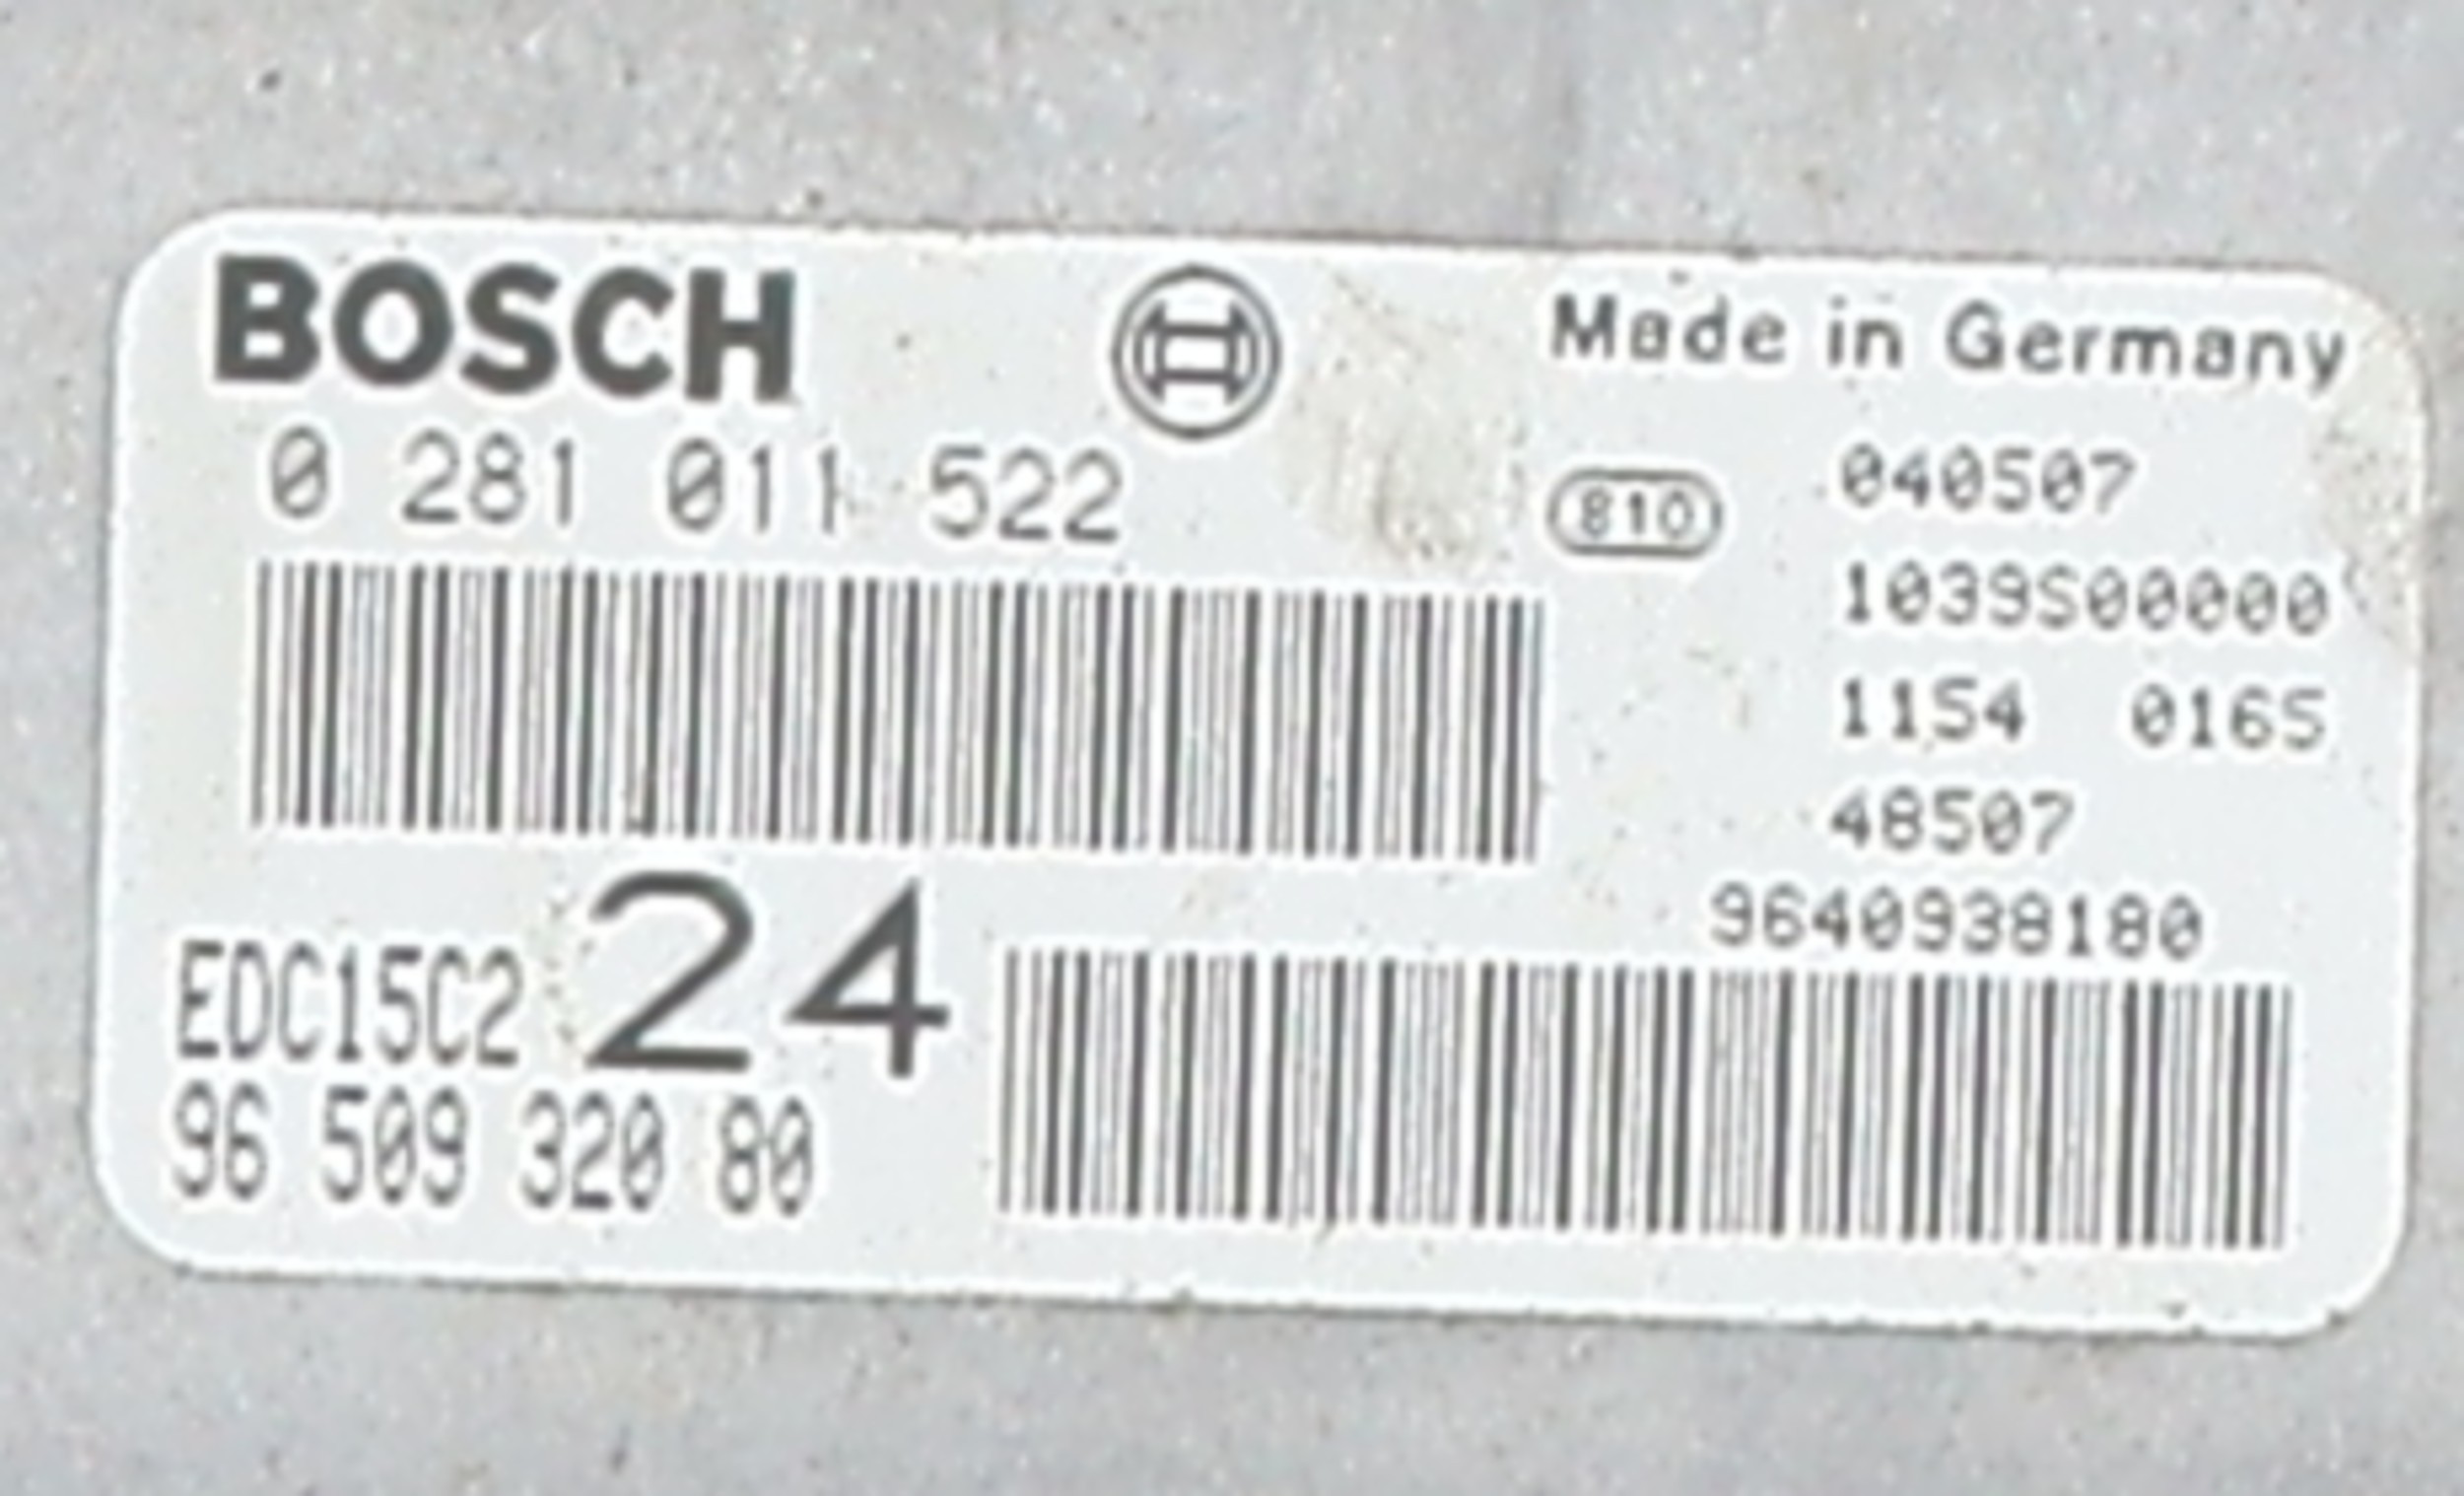 BOSCH
Made in Germany
0 281 011 522
810
040507
1039S00000
11S4 016S
48507
9640938180
EDC15C2 24
96 509 320 80